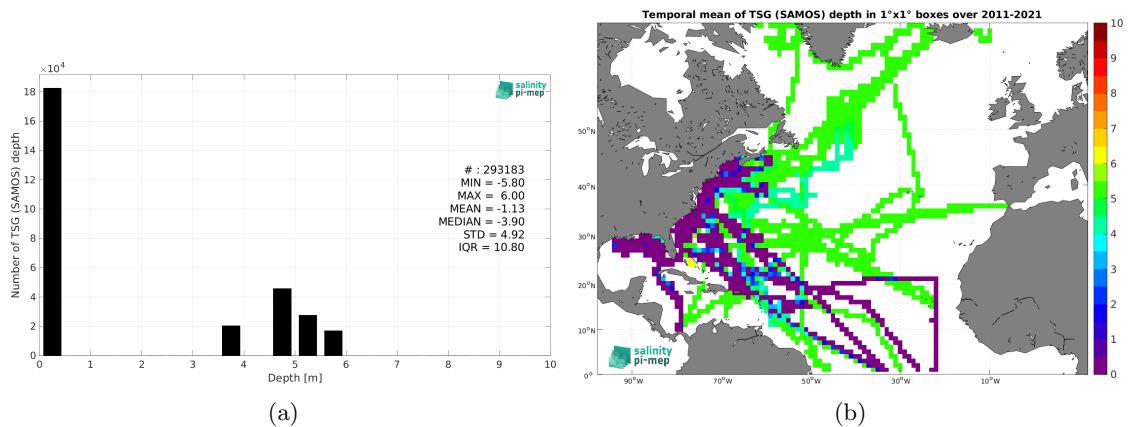 ×10⁴
18
16
14
12
10
8
6
4
2
0
Number of TSG (SAMOS) depth
salinity
pi-mep
# : 293183
MIN = -5.80
MAX = 6.00
MEAN = -1.13
MEDIAN = -3.90
STD = 4.92
IQR = 10.80
0 1 2 3 4 5 6 7 8 9 10
Depth [m]
(a)
Temporal mean of TSG (SAMOS) depth in 1°x1° boxes over 2011-2021
50°N
40°N
30°N
20°N
10°N
0°
90°W 70°W 50°W 30°W 10°W
salinity
pi-mep
10
9
8
7
6
5
4
3
2
1
0
(b)